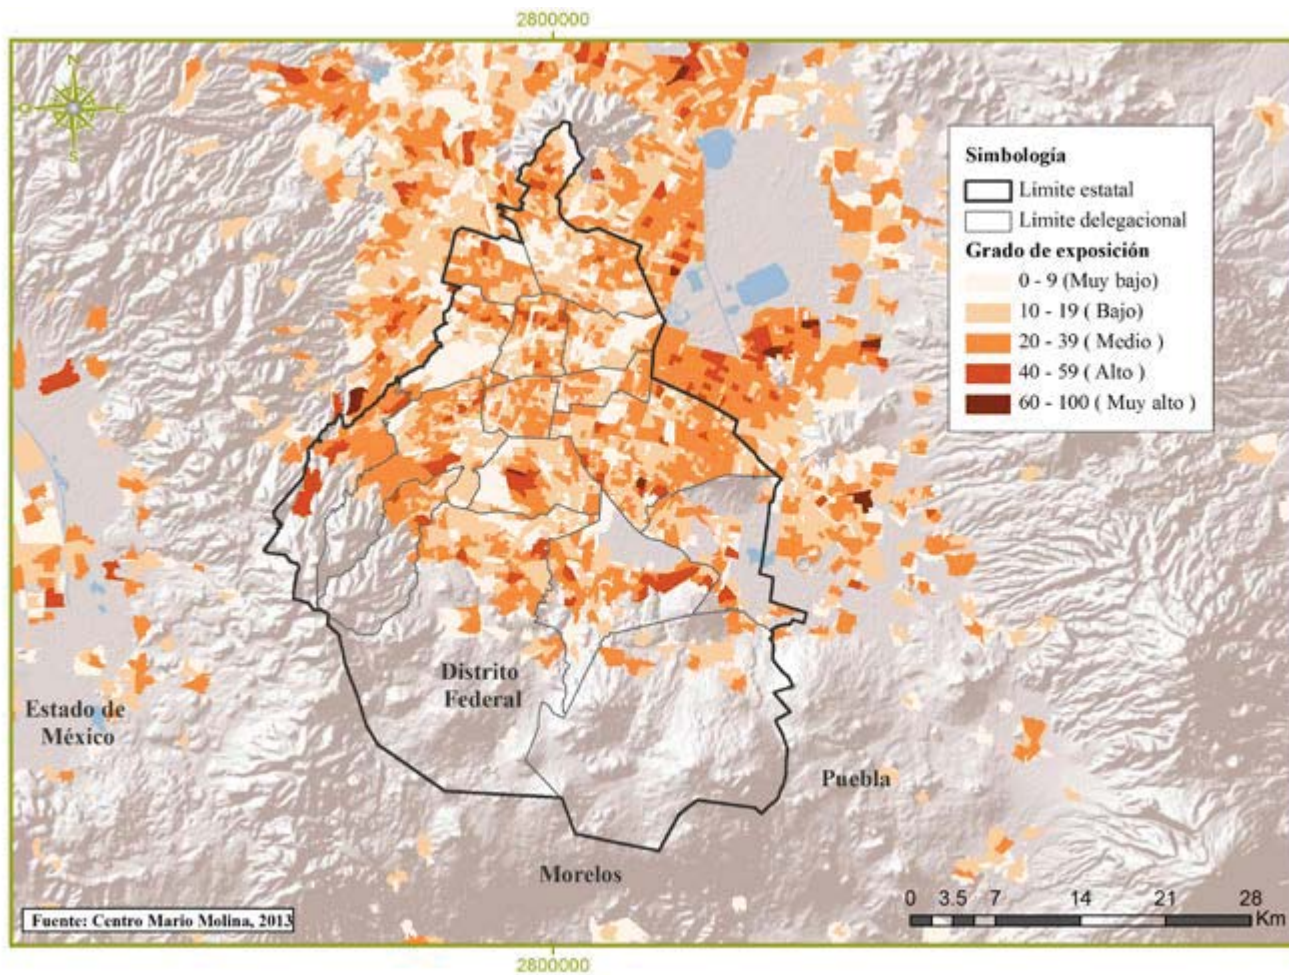 2800000
N
S
Simbología
Límite estatal
Límite delegacional
Grado de exposición
0 - 9 (Muy bajo)
10 - 19 ( Bajo)
20 - 39 ( Medio )
40 - 59 ( Alto )
60 - 100 ( Muy alto )
Distrito
Federal
Estado de
México
Puebla
Morelos
Fuente: Centro Mario Molina, 2013
0 3.5 7 14 21 28
Km
2800000